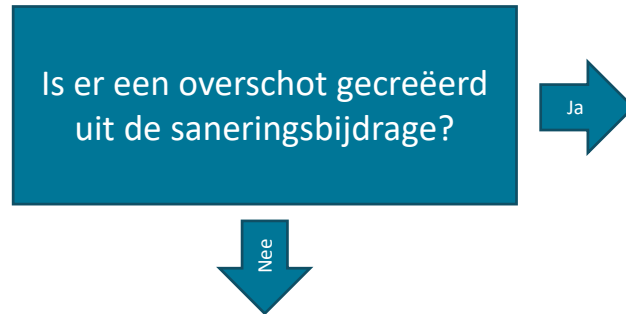 Is er een overschot gecreëerd
uit de saneringsbijdrage?
Ja
Nee